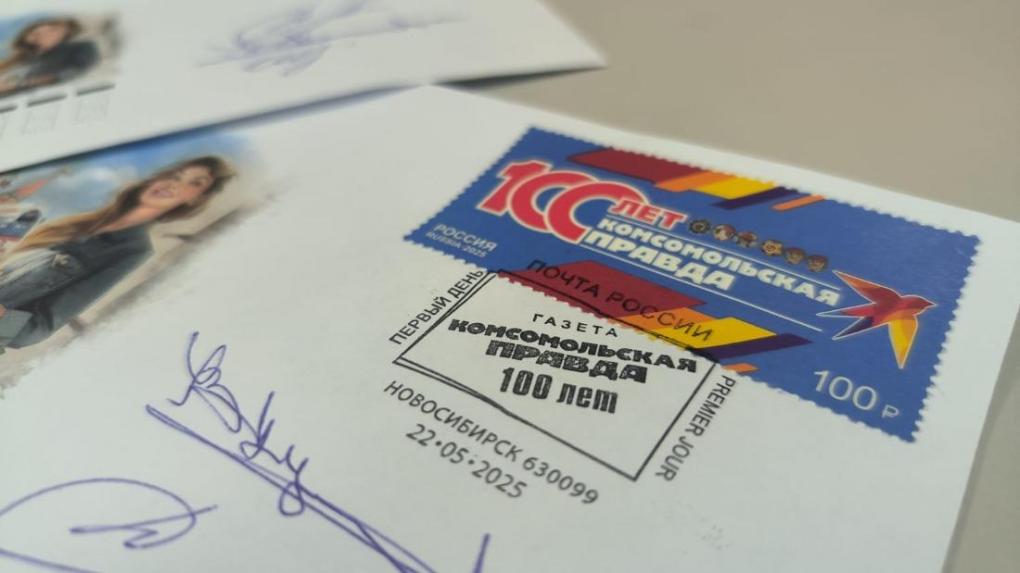 100 ЛЕТ
КОМСОМОЛЬСКАЯ
ПРАВДА
РОССИЯ
RUSSIA 2025
100 ₽
ПОЧТА РОССИИ
ПЕРВЫЙ ДЕНЬ
ГАЗЕТА
КОМСОМОЛЬСКАЯ
ПРАВДА
100 лет
PREMIER JOUR
НОВОСИБИРСК 630099
22•05•2025